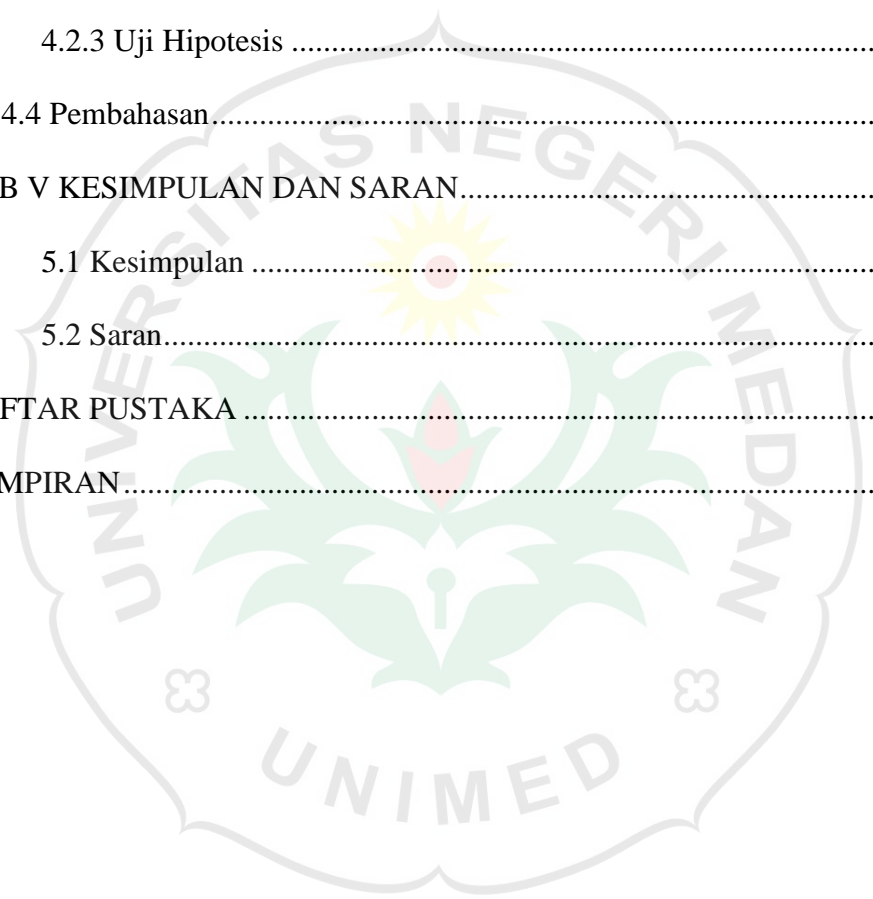 4.2.3 Uji Hipotesis ..............................................................................
4.4 Pembahasan.......................................................................................
B V KESIMPULAN DAN SARAN............................................
5.1 Kesimpulan ...................................................................................
5.2 Saran............................................................................................
FTAR PUSTAKA ...................................................................
MPIRAN................................................................................
UNIVERSITAS NEGERI MEDAN
UNIMED